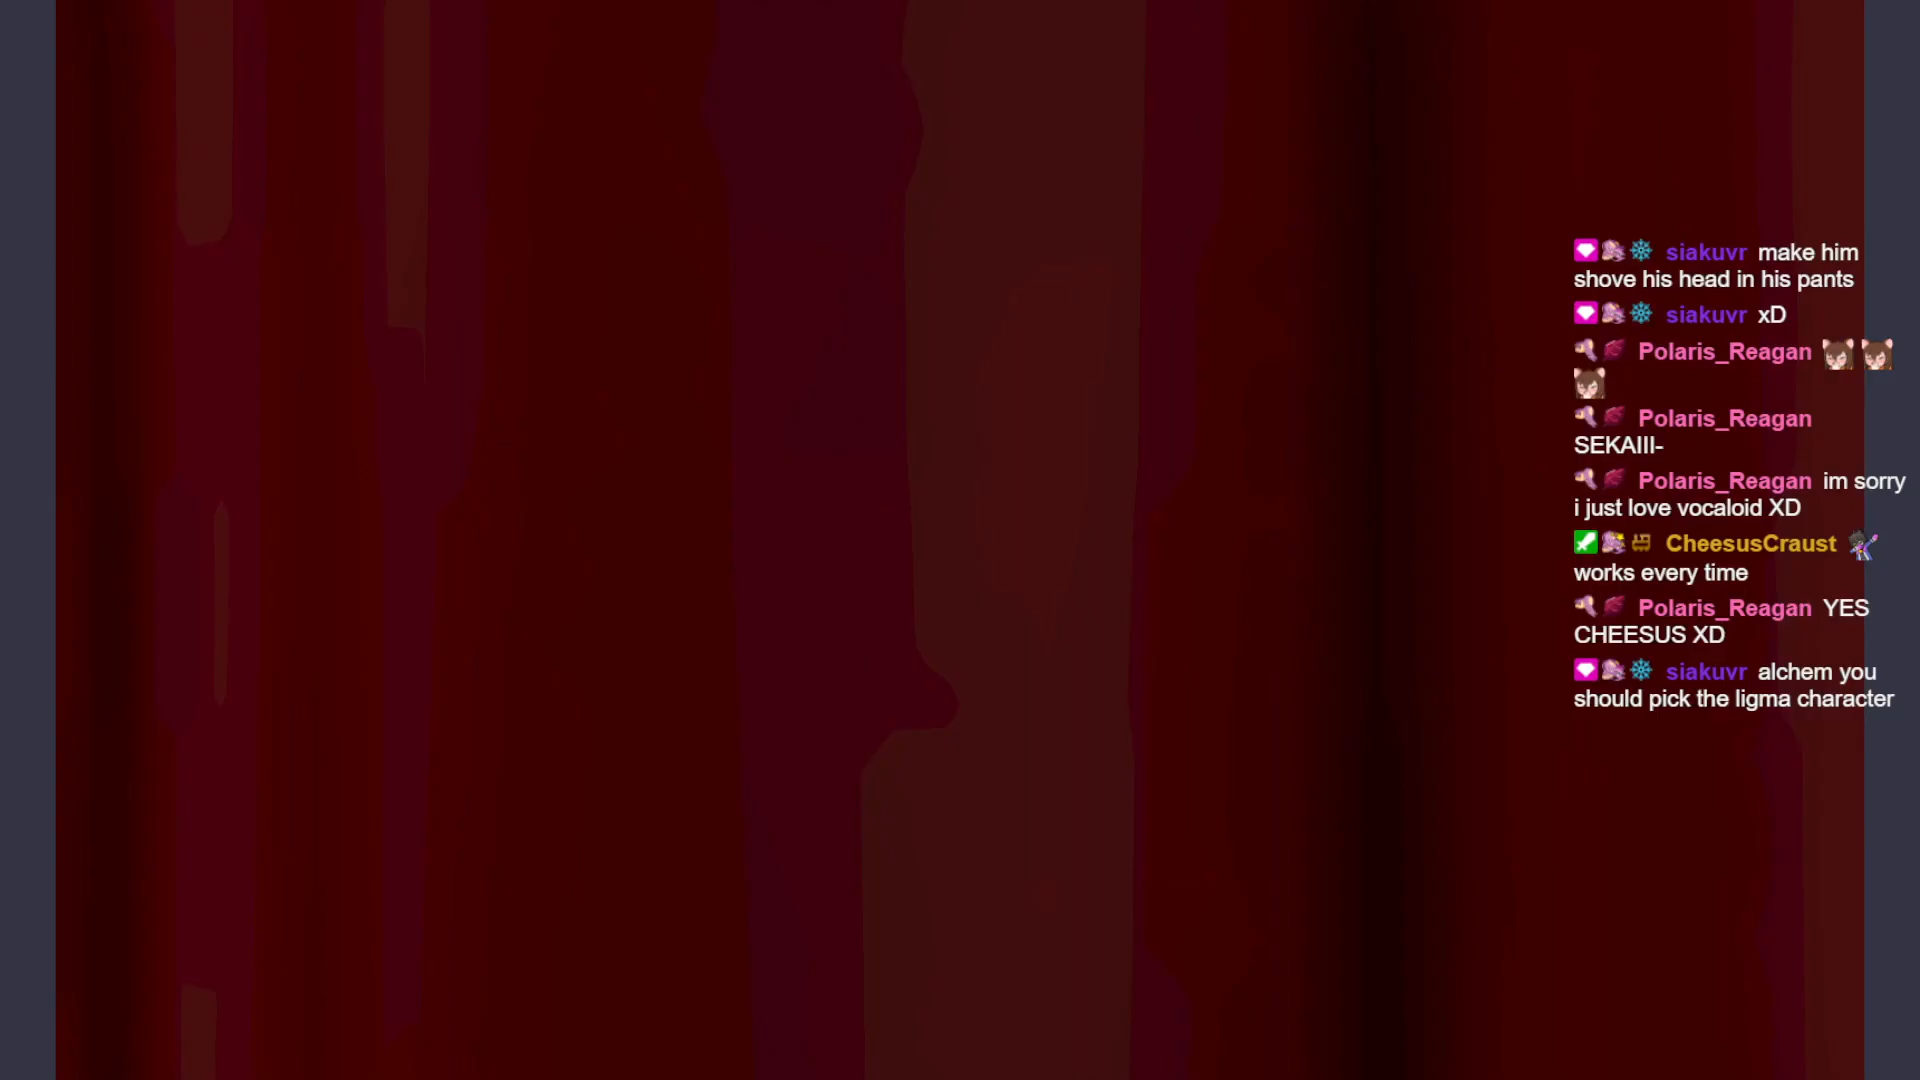 siakuvr make him
shove his head in his pants
siakuvr xD
Polaris_Reagan
Polaris_Reagan
SEKAIII-
Polaris_Reagan im sorry
i just love vocaloid XD
CheesusCraust
works every time
Polaris_Reagan YES
CHEESUS XD
siakuvr alchem you
should pick the ligma character